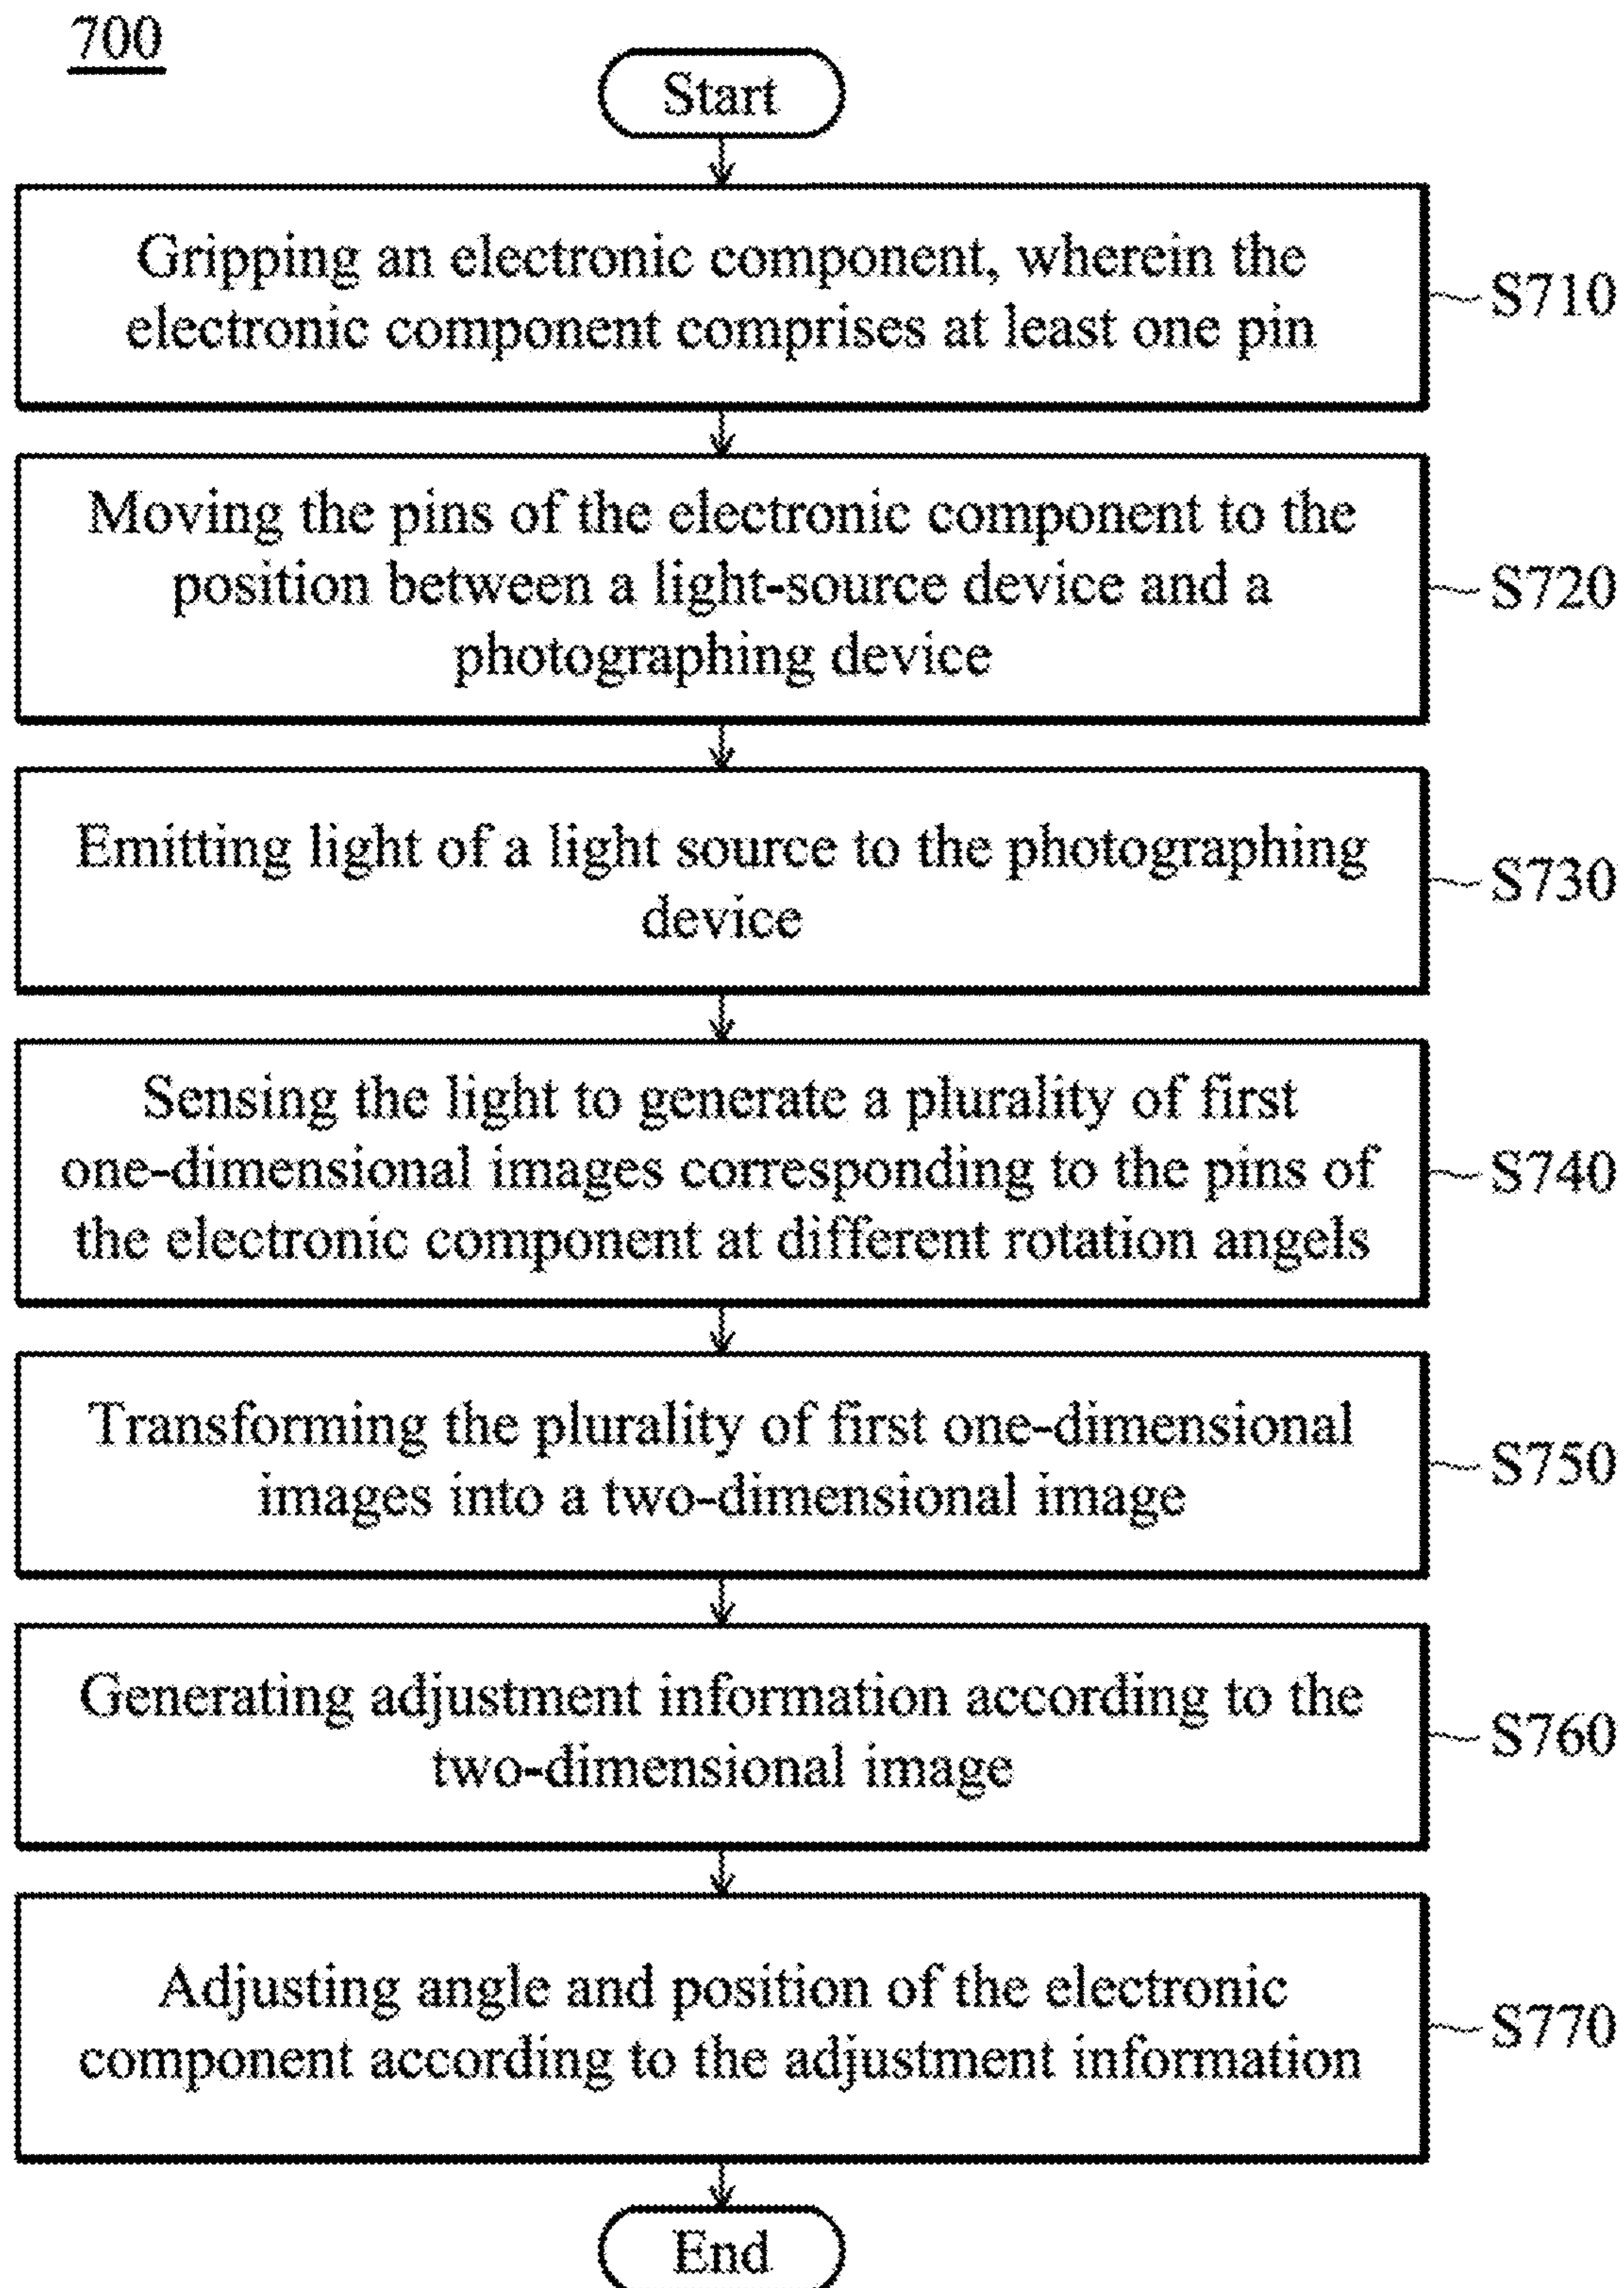 700
Start
Gripping an electronic component, wherein the
electronic component comprises at least one pin
S710
Moving the pins of the electronic component to the
position between a light-source device and a
photographing device
S720
Emitting light of a light source to the photographing
device
S730
Sensing the light to generate a plurality of first
one-dimensional images corresponding to the pins of
the electronic component at different rotation angels
S740
Transforming the plurality of first one-dimensional
images into a two-dimensional image
S750
Generating adjustment information according to the
two-dimensional image
S760
Adjusting angle and position of the electronic
component according to the adjustment information
S770
End